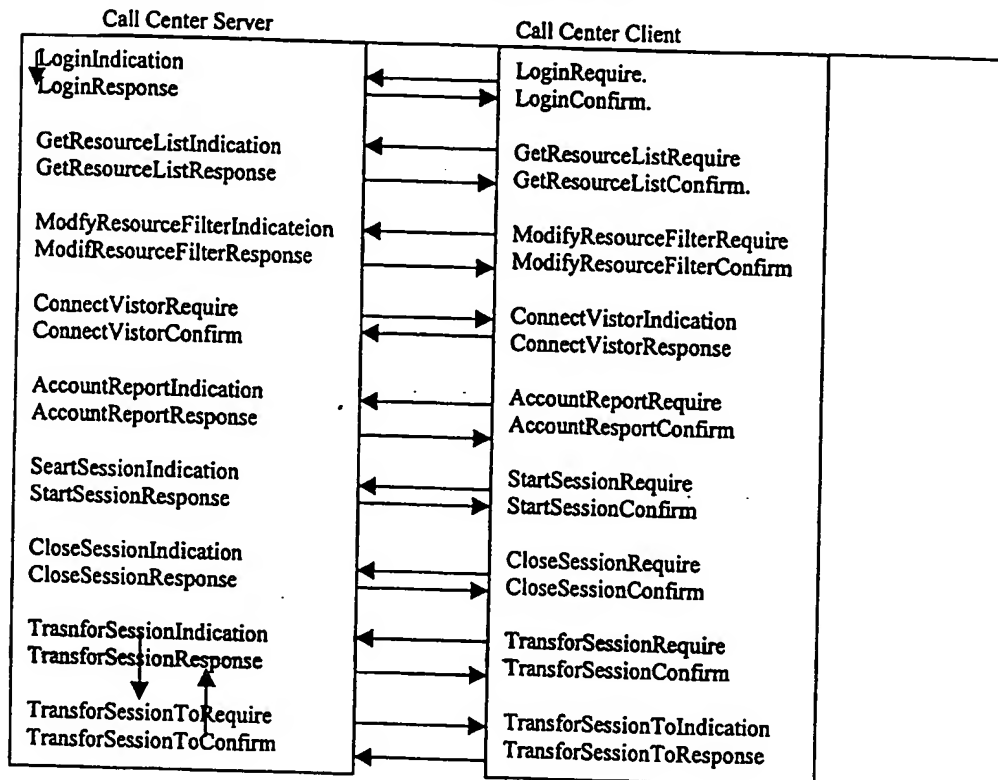 Call Center Server
Call Center Client
LoginIndication
LoginResponse
LoginRequire.
LoginConfirm.
GetResourceListIndication
GetResourceListResponse
GetResourceListRequire
GetResourceListConfirm.
ModfyResourceFilterIndicateion
ModifResourceFilterResponse
ModifyResourceFilterRequire
ModifyResourceFilterConfirm
ConnectVistorRequire
ConnectVistorConfirm
ConnectVistorIndication
ConnectVistorResponse
AccountReportIndication
AccountReportResponse
AccountReportRequire
AccountResportConfirm
SeartSessionIndication
StartSessionResponse
StartSessionRequire
StartSessionConfirm
CloseSessionIndication
CloseSessionResponse
CloseSessionRequire
CloseSessionConfirm
TrasnforSessionIndication
TransforSessionResponse
TransforSessionRequire
TransforSessionConfirm
TransforSessionToRequire
TransforSessionToConfirm
TransforSessionToIndication
TransforSessionToResponse